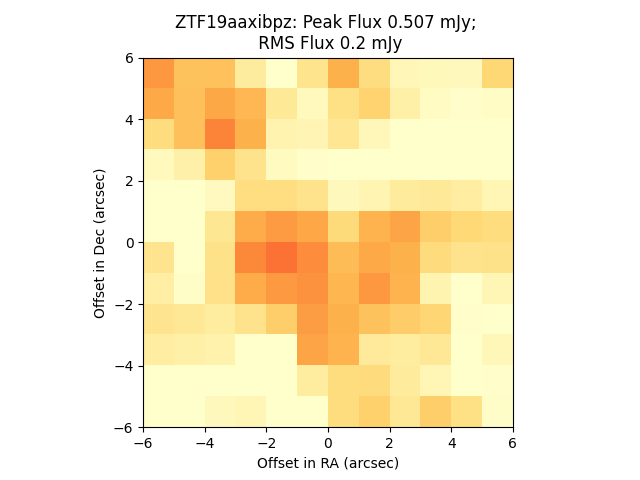 ZTF19aaxibpz: Peak Flux 0.507 mJy;
RMS Flux 0.2 mJy
6
4
2
0
−2
−4
−6
Offset in Dec (arcsec)
−6 −4 −2 0 2 4 6
Offset in RA (arcsec)